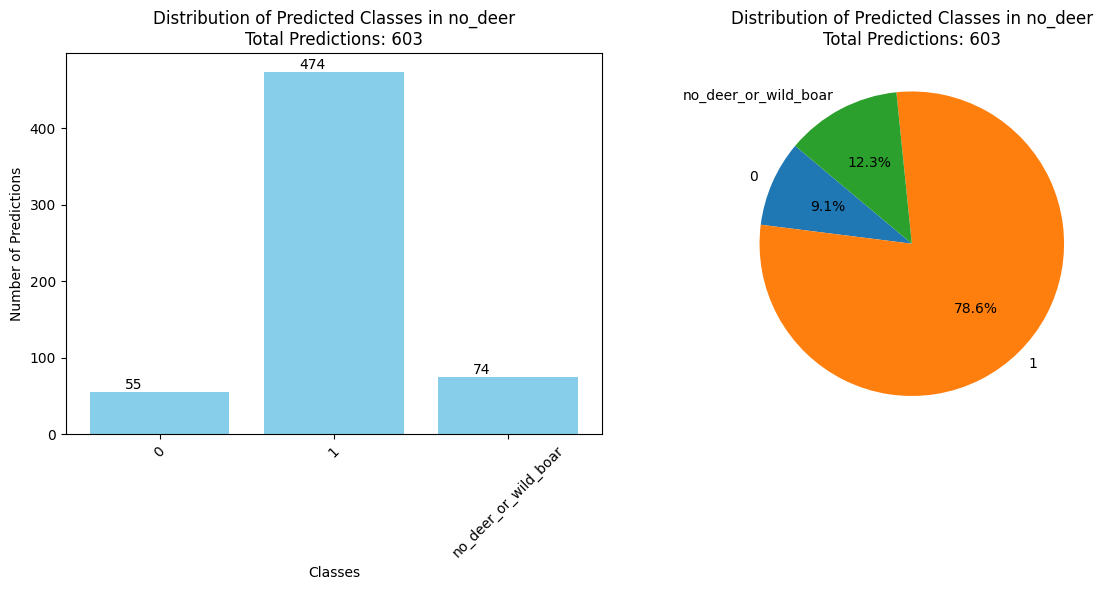 Distribution of Predicted Classes in no_deer
Total Predictions: 603
474
400
300
200
100
0
55
74
Number of Predictions
0
1
no_deer_or_wild_boar
Classes
Distribution of Predicted Classes in no_deer
Total Predictions: 603
no_deer_or_wild_boar
12.3%
0
9.1%
78.6%
1